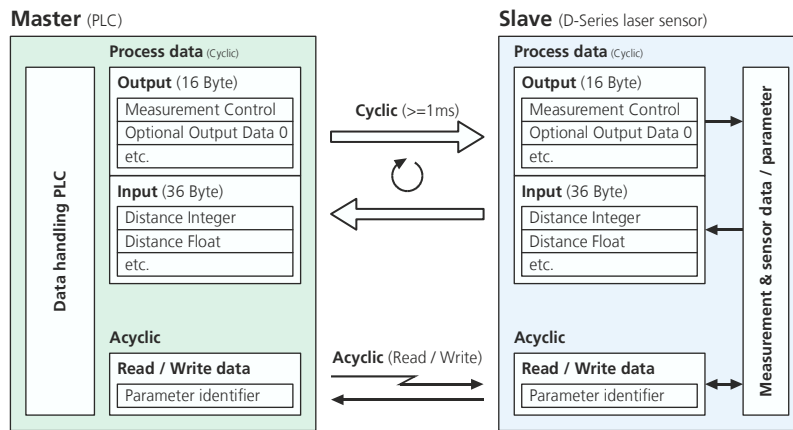 Master (PLC)
Process data (Cyclic)
Data handling PLC
Output (16 Byte)
Measurement Control
Optional Output Data 0
etc.
Input (36 Byte)
Distance Integer
Distance Float
etc.
Acyclic
Read / Write data
Parameter identifier
Cyclic (>=1ms)
Acyclic (Read / Write)
Slave (D-Series laser sensor)
Process data (Cyclic)
Output (16 Byte)
Measurement Control
Optional Output Data 0
etc.
Input (36 Byte)
Distance Integer
Distance Float
etc.
Acyclic
Read / Write data
Parameter identifier
Measurement & sensor data / parameter